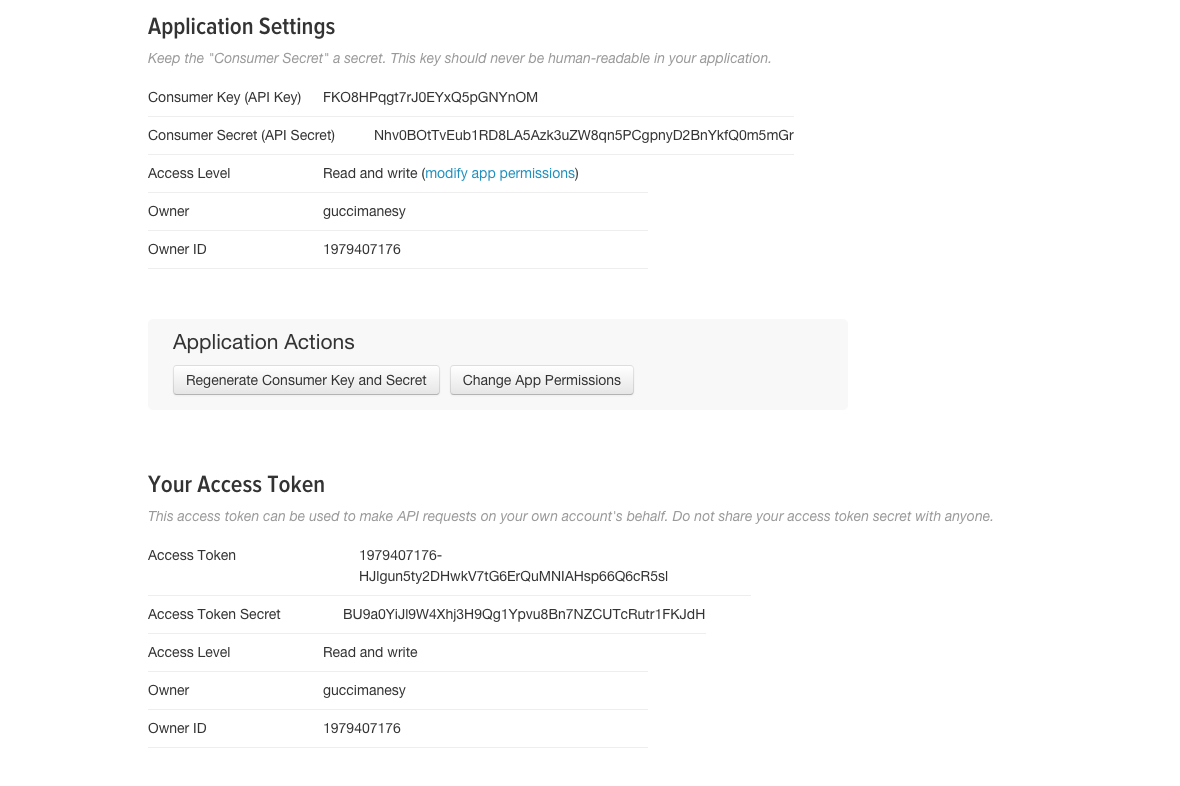 Application Settings
Keep the "Consumer Secret" a secret. This key should never be human-readable in your application.
Consumer Key (API Key) FKO8HPqgt7rJ0EYxQ5pGNYnOM
Consumer Secret (API Secret) Nhv0BOtTvEub1RD8LA5Azk3uZW8qn5PCgpnyD2BnYkfQ0m5mGr
Access Level Read and write (modify app permissions)
Owner guccimanesy
Owner ID 1979407176
Application Actions
Regenerate Consumer Key and Secret Change App Permissions
Your Access Token
This access token can be used to make API requests on your own account's behalf. Do not share your access token secret with anyone.
Access Token 1979407176-
HJIgun5ty2DHwkV7tG6ErQuMNIAHsp66Q6cR5sl
Access Token Secret BU9a0YiJl9W4Xhj3H9Qg1Ypvu8Bn7NZCUTcRutr1FKJdH
Access Level Read and write
Owner guccimanesy
Owner ID 1979407176